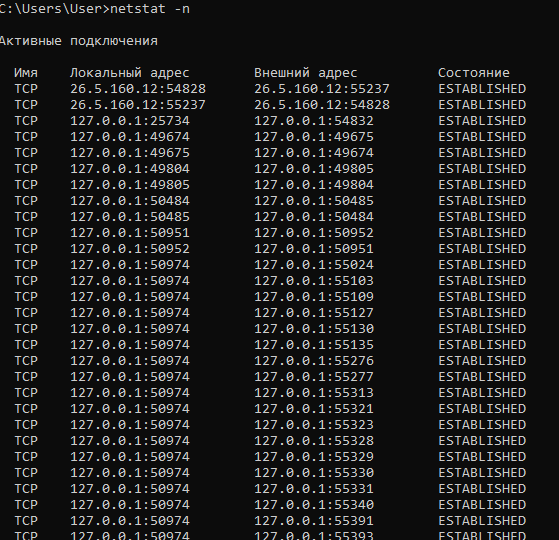 C:\Users\User>netstat -n
Активные подключения
Имя Локальный адрес Внешний адрес Состояние
TCP 26.5.160.12:54828 26.5.160.12:55237 ESTABLISHED
TCP 26.5.160.12:55237 26.5.160.12:54828 ESTABLISHED
TCP 127.0.0.1:25734 127.0.0.1:54832 ESTABLISHED
TCP 127.0.0.1:49674 127.0.0.1:49675 ESTABLISHED
TCP 127.0.0.1:49675 127.0.0.1:49674 ESTABLISHED
TCP 127.0.0.1:49804 127.0.0.1:49805 ESTABLISHED
TCP 127.0.0.1:49805 127.0.0.1:49804 ESTABLISHED
TCP 127.0.0.1:50484 127.0.0.1:50485 ESTABLISHED
TCP 127.0.0.1:50485 127.0.0.1:50484 ESTABLISHED
TCP 127.0.0.1:50951 127.0.0.1:50952 ESTABLISHED
TCP 127.0.0.1:50952 127.0.0.1:50951 ESTABLISHED
TCP 127.0.0.1:50974 127.0.0.1:55024 ESTABLISHED
TCP 127.0.0.1:50974 127.0.0.1:55103 ESTABLISHED
TCP 127.0.0.1:50974 127.0.0.1:55109 ESTABLISHED
TCP 127.0.0.1:50974 127.0.0.1:55127 ESTABLISHED
TCP 127.0.0.1:50974 127.0.0.1:55130 ESTABLISHED
TCP 127.0.0.1:50974 127.0.0.1:55135 ESTABLISHED
TCP 127.0.0.1:50974 127.0.0.1:55276 ESTABLISHED
TCP 127.0.0.1:50974 127.0.0.1:55277 ESTABLISHED
TCP 127.0.0.1:50974 127.0.0.1:55313 ESTABLISHED
TCP 127.0.0.1:50974 127.0.0.1:55321 ESTABLISHED
TCP 127.0.0.1:50974 127.0.0.1:55323 ESTABLISHED
TCP 127.0.0.1:50974 127.0.0.1:55328 ESTABLISHED
TCP 127.0.0.1:50974 127.0.0.1:55329 ESTABLISHED
TCP 127.0.0.1:50974 127.0.0.1:55330 ESTABLISHED
TCP 127.0.0.1:50974 127.0.0.1:55331 ESTABLISHED
TCP 127.0.0.1:50974 127.0.0.1:55340 ESTABLISHED
TCP 127.0.0.1:50974 127.0.0.1:55391 ESTABLISHED
TCP 127.0.0.1:50974 127.0.0.1:55393 ESTABLISHED